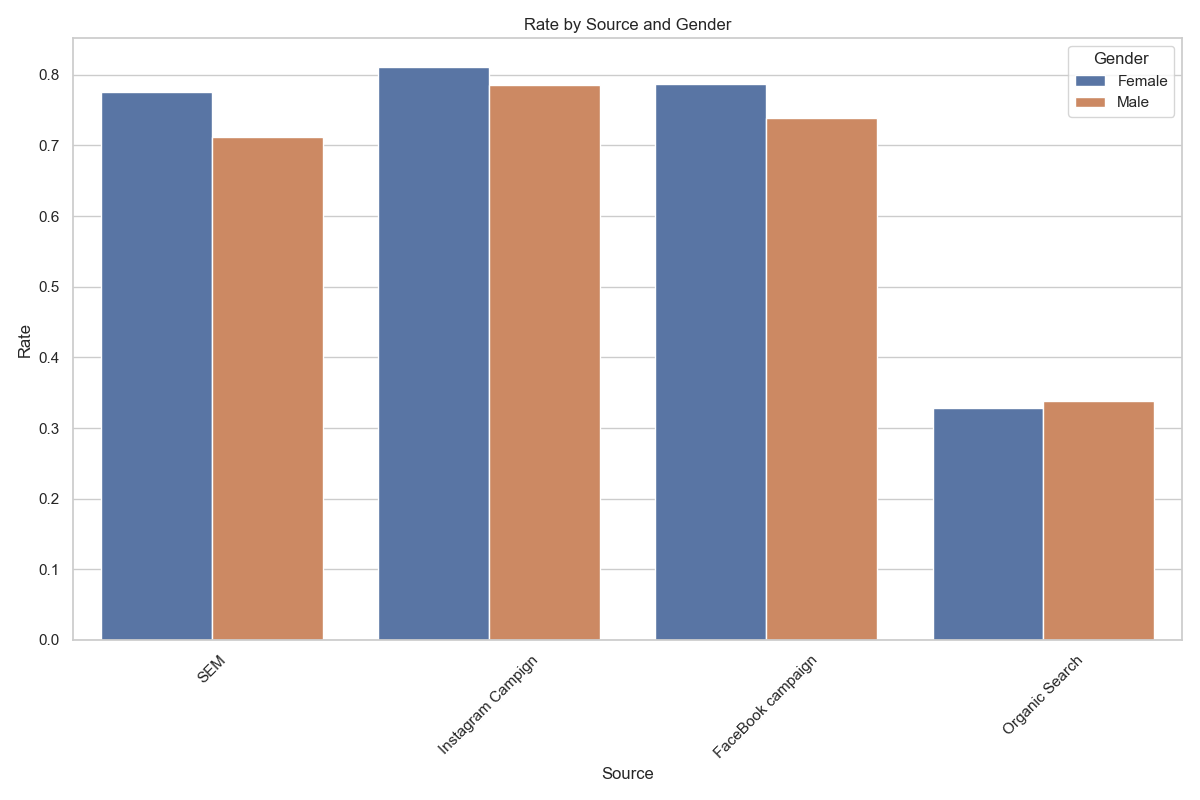 Rate by Source and Gender
Gender
Female
Male
0.8
0.7
0.6
0.5
0.4
0.3
0.2
0.1
0.0
Rate
SEM
Instagram Campign
FaceBook campaign
Organic Search
Source